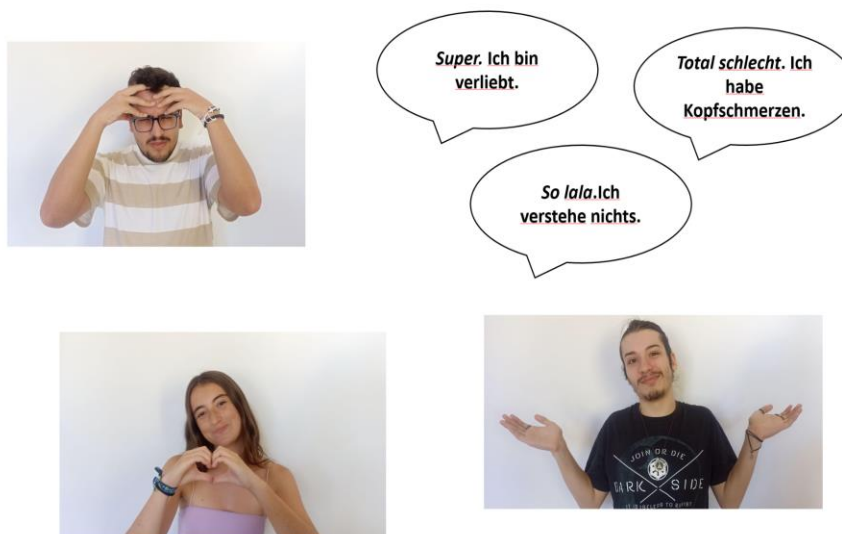 Super. Ich bin
verliebt.
Total schlecht. Ich
habe
Kopfschmerzen.
So lala.Ich
verstehe nichts.
JOIN OR DIE
DARK SIDE